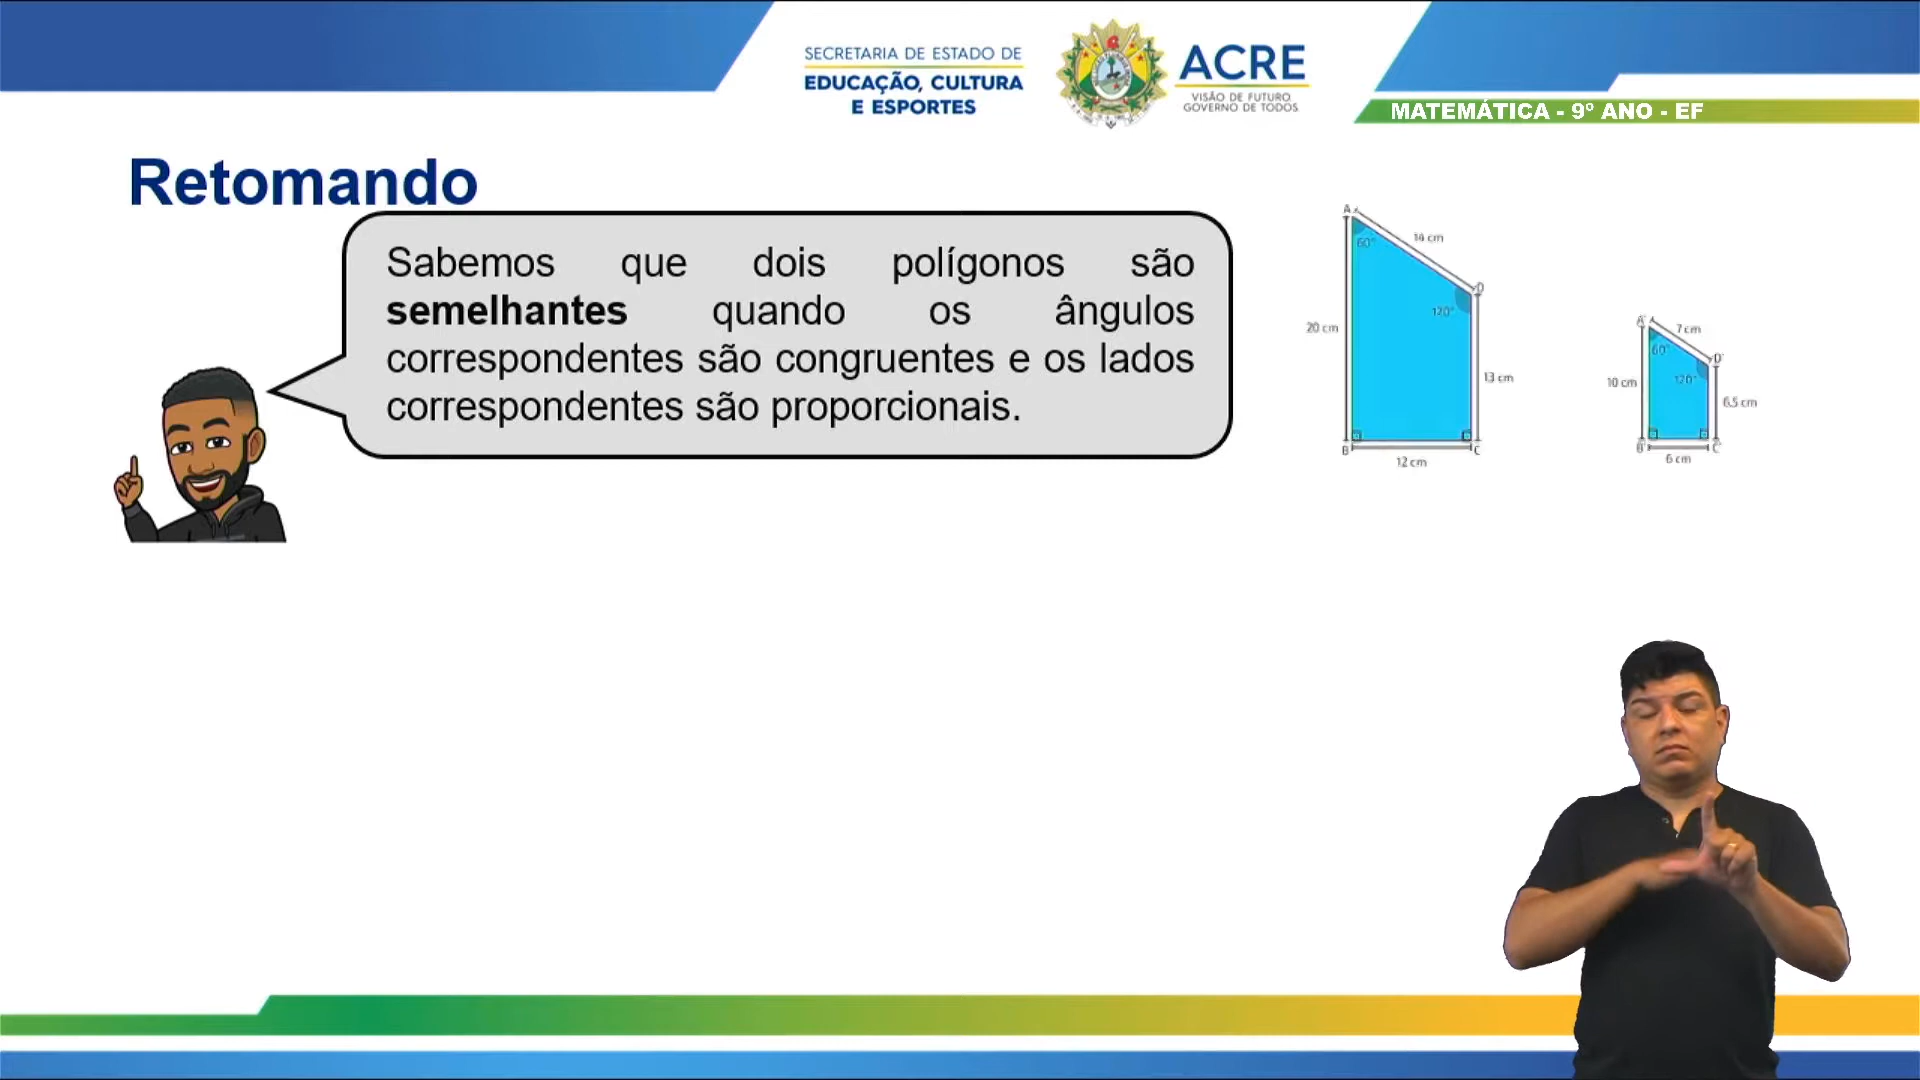 SECRETARIA DE ESTADO DE
EDUCAÇÃO, CULTURA
E ESPORTES
ACRE
VISÃO DE FUTURO
GOVERNO DE TODOS
MATEMÁTICA - 9º ANO - EF
Retomando
Sabemos que dois polígonos são
semelhantes quando os ângulos
correspondentes são congruentes e os lados
correspondentes são proporcionais.
A
14 cm
60°
D
120°
20 cm
13 cm
B
C
12 cm
A'
7 cm
60°
D'
120°
10 cm
6,5 cm
B'
C'
6 cm